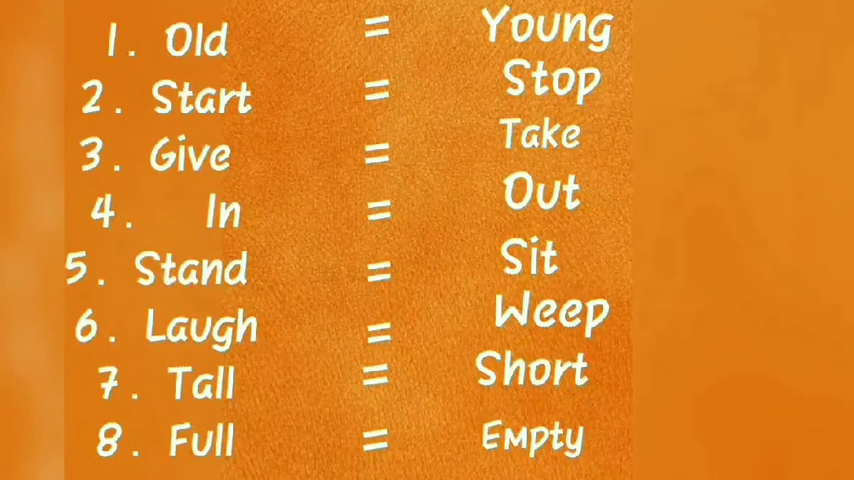 1. Old = Young
2. Start = Stop
3. Give = Take
4. In = Out
5. Stand = Sit
6. Laugh = Weep
7. Tall = Short
8. Full = Empty